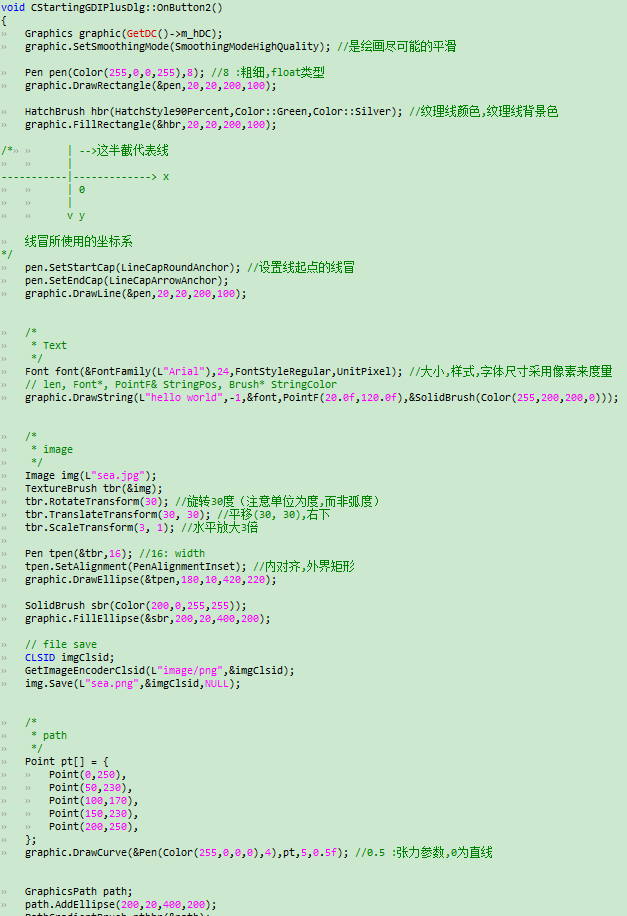 void CStartingGDIPlusDlg::OnButton2()
{
    Graphics graphic(GetDC()->m_hDC);
    graphic.SetSmoothingMode(SmoothingModeHighQuality); //是绘画尽可能的平滑
    Pen pen(Color(255,0,0,255),8); //8 :粗细,float类型
    graphic.DrawRectangle(&pen,20,20,200,100);
    HatchBrush hbr(HatchStyle90Percent,Color::Green,Color::Silver); //纹理线颜色,纹理线背景色
    graphic.FillRectangle(&hbr,20,20,200,100);
/*         | -->这半截代表线
           |
-----------|-------------> x
           | 0
           |
           v y
    线冒所使用的坐标系
*/
    pen.SetStartCap(LineCapRoundAnchor); //设置线起点的线冒
    pen.SetEndCap(LineCapArrowAnchor);
    graphic.DrawLine(&pen,20,20,200,100);
    /*
     * Text
     */
    Font font(&FontFamily(L"Arial"),24,FontStyleRegular,UnitPixel); //大小,样式,字体尺寸采用像素来度量
    // len, Font*, PointF& StringPos, Brush* StringColor
    graphic.DrawString(L"hello world",-1,&font,PointF(20.0f,120.0f),&SolidBrush(Color(255,200,200,0)));
    /*
     * image
     */
    Image img(L"sea.jpg");
    TextureBrush tbr(&img);
    tbr.RotateTransform(30); //旋转30度（注意单位为度,而非弧度）
    tbr.TranslateTransform(30, 30); //平移(30, 30),右下
    tbr.ScaleTransform(3, 1); //水平放大3倍
    Pen tpen(&tbr,16); //16: width
    tpen.SetAlignment(PenAlignmentInset); //内对齐,外界矩形
    graphic.DrawEllipse(&tpen,180,10,420,220);
    SolidBrush sbr(Color(200,0,255,255));
    graphic.FillEllipse(&sbr,200,20,400,200);
    // file save
    CLSID imgClsid;
    GetImageEncoderClsid(L"image/png",&imgClsid);
    img.Save(L"sea.png",&imgClsid,NULL);
    /*
     * path
     */
    Point pt[] = {
        Point(0,250),
        Point(50,230),
        Point(100,170),
        Point(150,230),
        Point(200,250),
    };
    graphic.DrawCurve(&Pen(Color(255,0,0,0),4),pt,5,0.5f); //0.5 :张力参数,0为直线
    GraphicsPath path;
    path.AddEllipse(200,20,400,200);